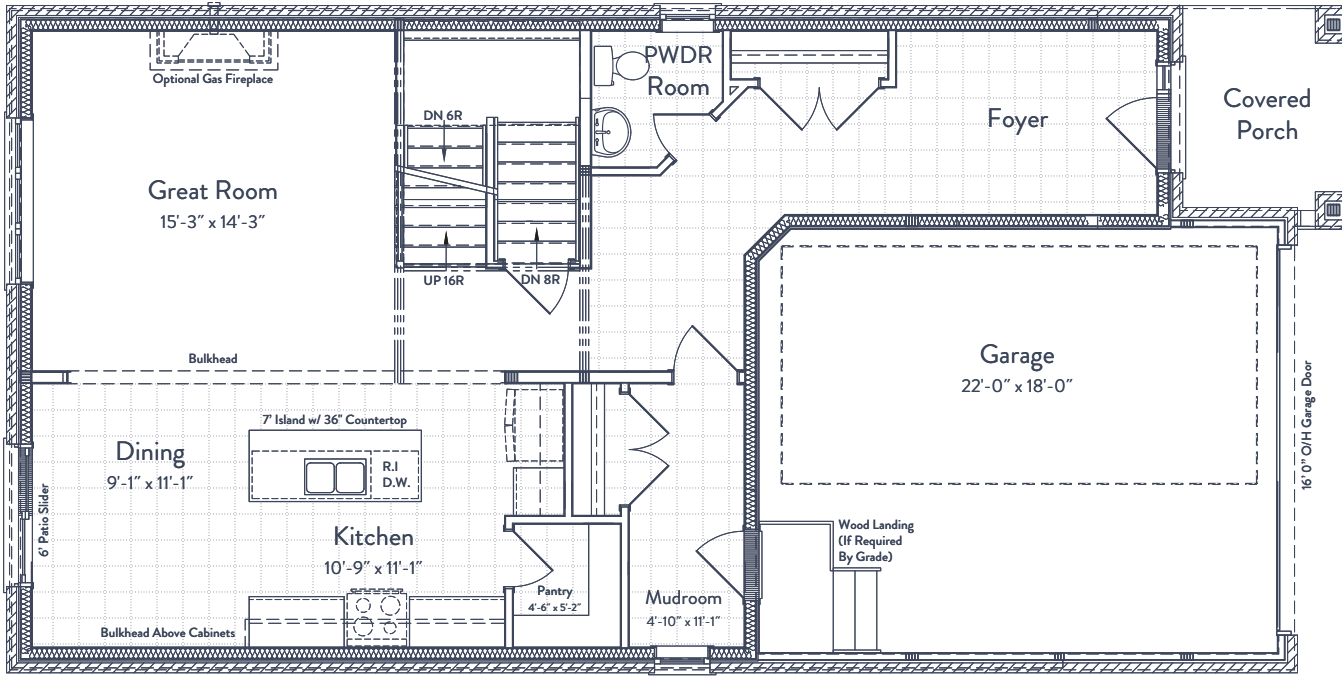 Optional Gas Fireplace
DN 6R
PWDR
Room
Foyer
Covered
Porch
Great Room
15'-3" x 14'-3"
UP 16R
DN 8R
Bulkhead
Garage
22'-0" x 18'-0"
16' 0" O/H Garage Door
7' Island w/ 36" Countertop
Dining
9'-1" x 11'-1"
R.I
D.W.
6' Patio Slider
Kitchen
10'-9" x 11'-1"
Wood Landing
(If Required
By Grade)
Pantry
4'-6" x 5'-2"
Mudroom
4'-10" x 11'-1"
Bulkhead Above Cabinets